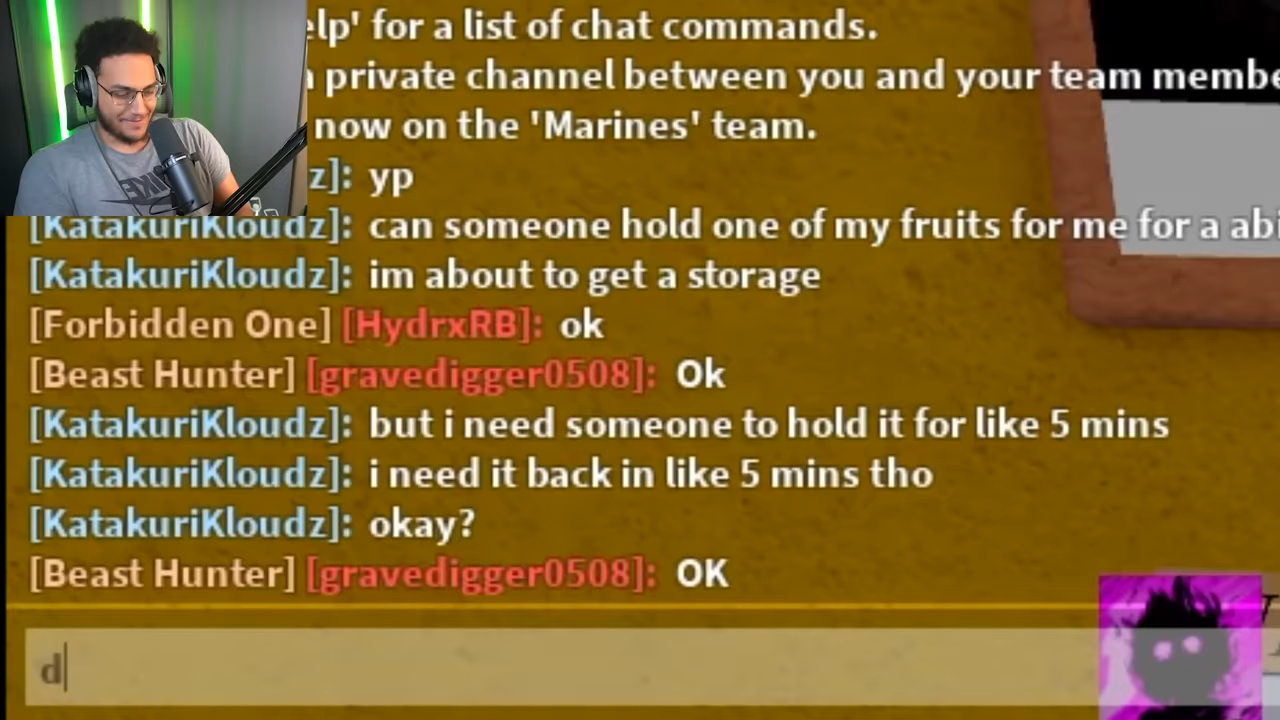 elp' for a list of chat commands.
private channel between you and your team membe
now on the 'Marines' team.
z]: yp
[KatakuriKloudz]: can someone hold one of my fruits for me for a abi
[KatakuriKloudz]: im about to get a storage
[Forbidden One] [HydrxRB]: ok
[Beast Hunter] [gravedigger0508]: Ok
[KatakuriKloudz]: but i need someone to hold it for like 5 mins
[KatakuriKloudz]: i need it back in like 5 mins tho
[KatakuriKloudz]: okay?
[Beast Hunter] [gravedigger0508]: OK
d